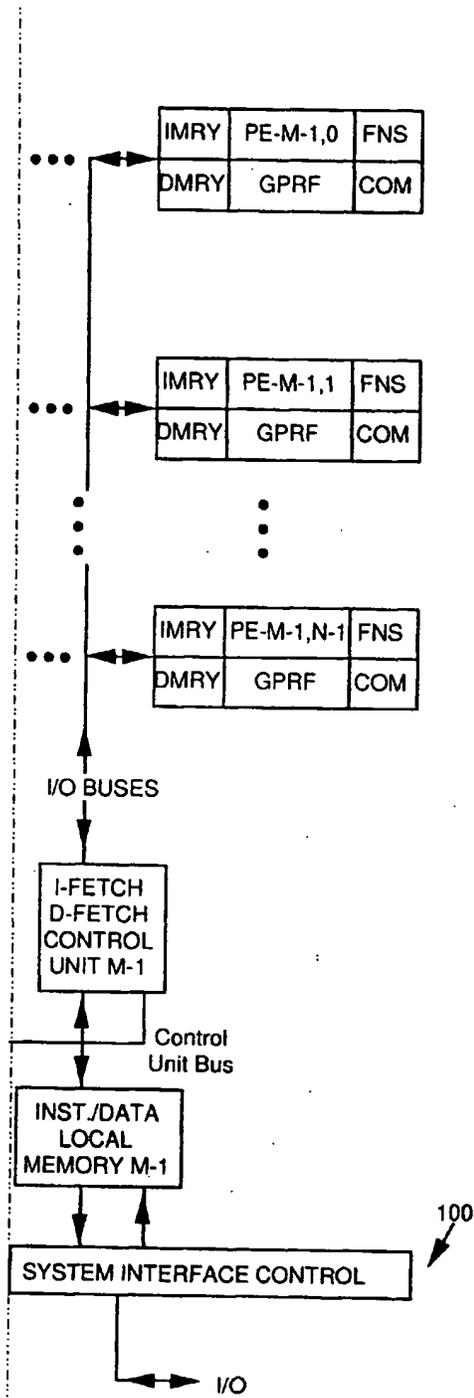 IMRY PE-M-1,0 FNS
DMRY GPRF COM
IMRY PE-M-1,1 FNS
DMRY GPRF COM
IMRY PE-M-1,N-1 FNS
DMRY GPRF COM
I/O BUSES
I-FETCH
D-FETCH
CONTROL
UNIT M-1
Control
Unit Bus
INST./DATA
LOCAL
MEMORY M-1
100
SYSTEM INTERFACE CONTROL
I/O